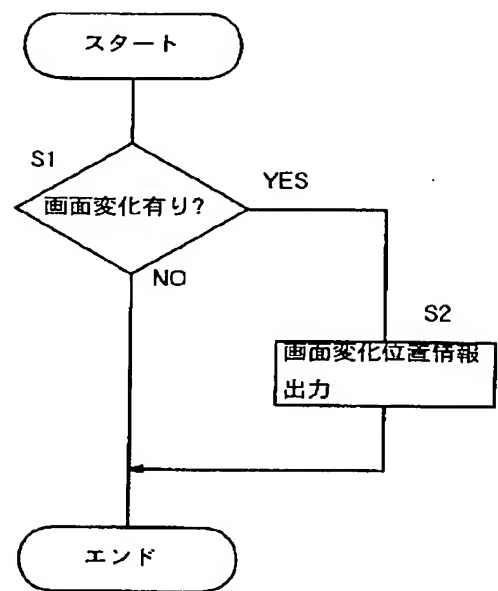 スタート
S1
画面変化有り?
YES
NO
S2
画面変化位置情報
出力
エンド